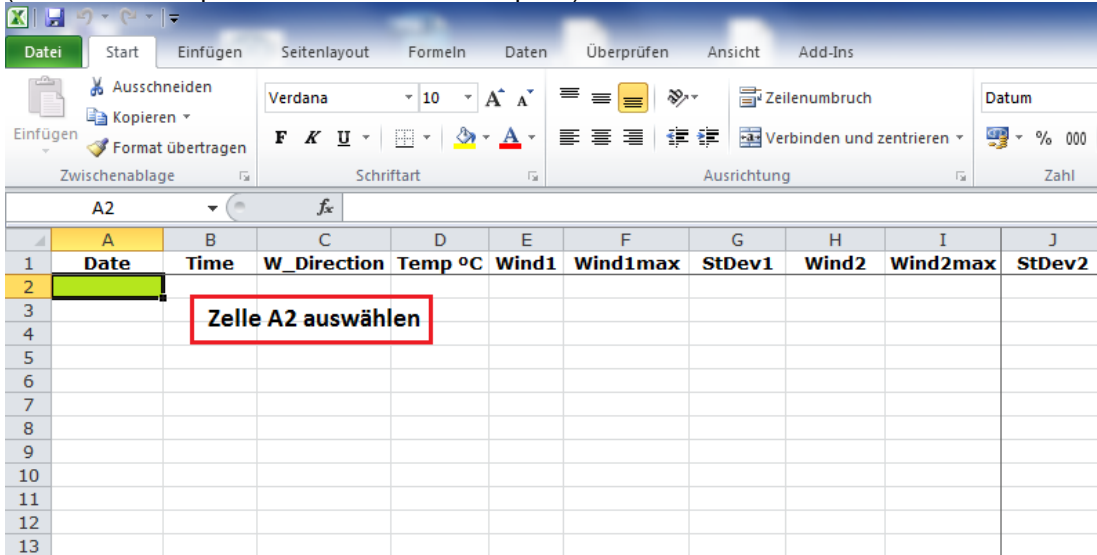 Datei Start Einfügen Seitenlayout Formeln Daten Überprüfen Ansicht Add-Ins
Ausschneiden
Kopieren
Format übertragen
Einfügen
Zwischenablage
Verdana 10 A A
F K U A
Schriftart
Zeilenumbruch
Verbinden und zentrieren
Ausrichtung
Datum
% 000
Zahl
A2 fx
A B C D E F G H I J
1 Date Time W_Direction Temp ºC Wind1 Wind1max StDev1 Wind2 Wind2max StDev2
2
3
Zelle A2 auswählen
4
5
6
7
8
9
10
11
12
13